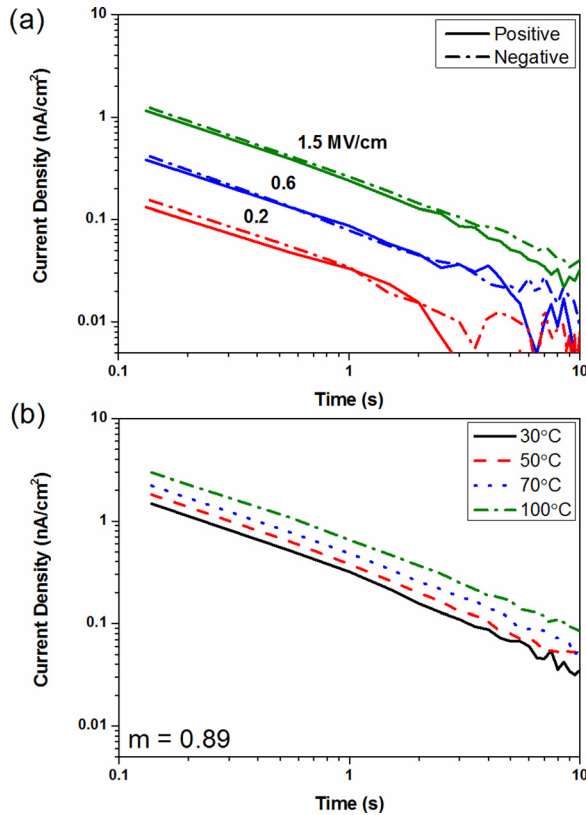 (a)
10
Positive
Negative
1
1.5 MV/cm
0.6
0.1
0.2
0.01
Current Density (nA/cm²)
0.1
1
10
Time (s)
(b)
10
30°C
50°C
70°C
100°C
1
0.1
0.01
m = 0.89
Current Density (nA/cm²)
0.1
1
10
Time (s)